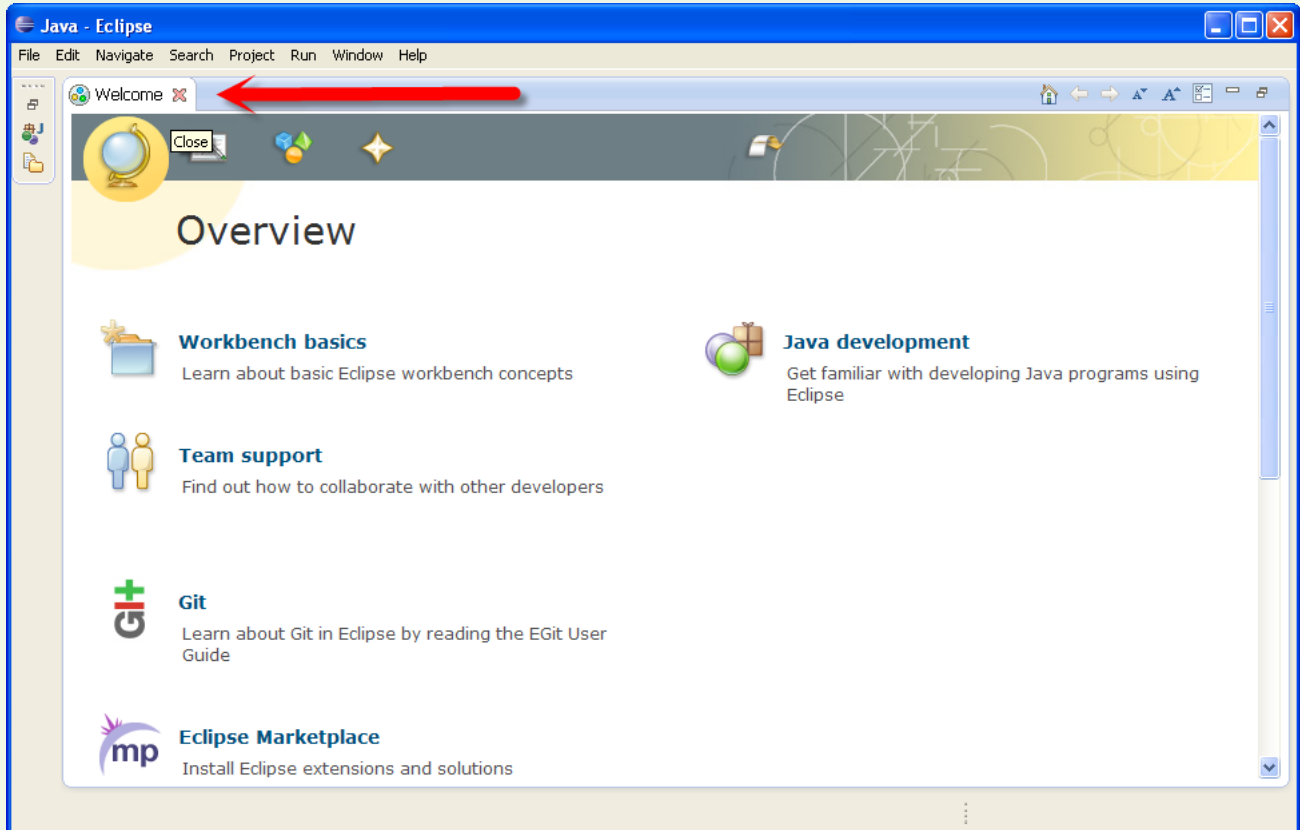 Java - Eclipse
File Edit Navigate Search Project Run Window Help
Welcome
Close
Overview
Workbench basics
Learn about basic Eclipse workbench concepts
Java development
Get familiar with developing Java programs using
Eclipse
Team support
Find out how to collaborate with other developers
Git
Git
Learn about Git in Eclipse by reading the EGit User
Guide
mp
Eclipse Marketplace
Install Eclipse extensions and solutions